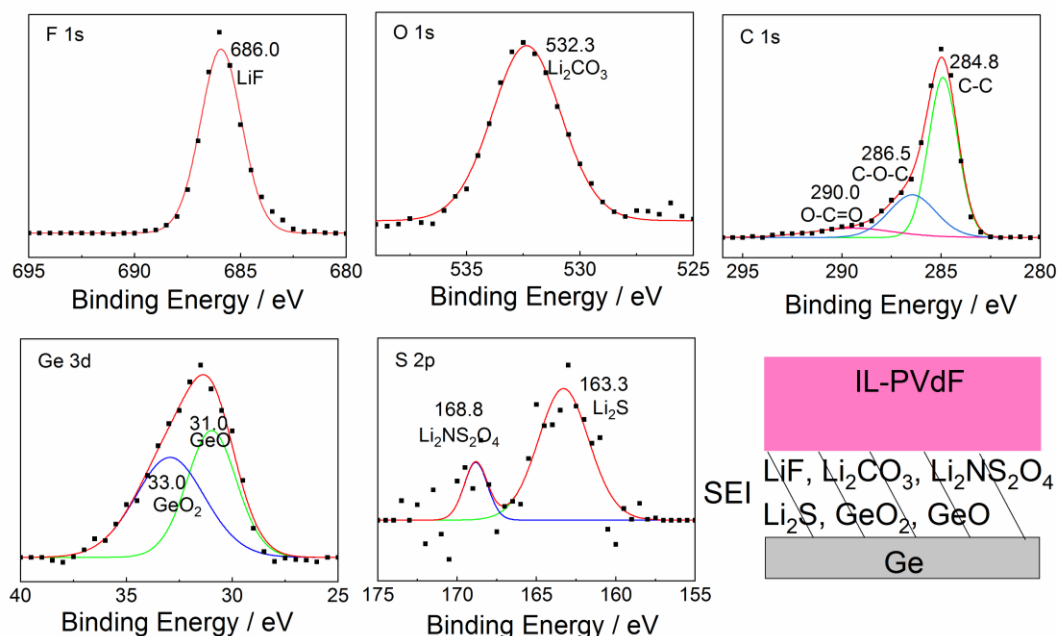 F 1s
686.0
LiF
695 690 685 680
Binding Energy / eV
O 1s
532.3
Li₂CO₃
535 530 525
Binding Energy / eV
C 1s
284.8
C-C
286.5
C-O-C
290.0
O-C=O
295 290 285 280
Binding Energy / eV
Ge 3d
31.0
GeO
33.0
GeO₂
40 35 30 25
Binding Energy / eV
S 2p
163.3
Li₂S
168.8
Li₂NS₂O₄
175 170 165 160 155
Binding Energy / eV
IL-PVdF
SEI
LiF, Li₂CO₃, Li₂NS₂O₄
Li₂S, GeO₂, GeO
Ge